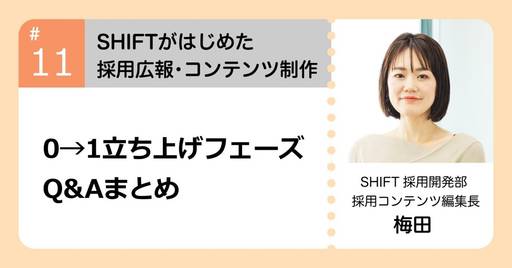 #
11
SHIFTがはじめた
採用広報・コンテンツ制作
0→1立ち上げフェーズ
Q&Aまとめ
SHIFT 採用開発部
採用コンテンツ編集長
梅田